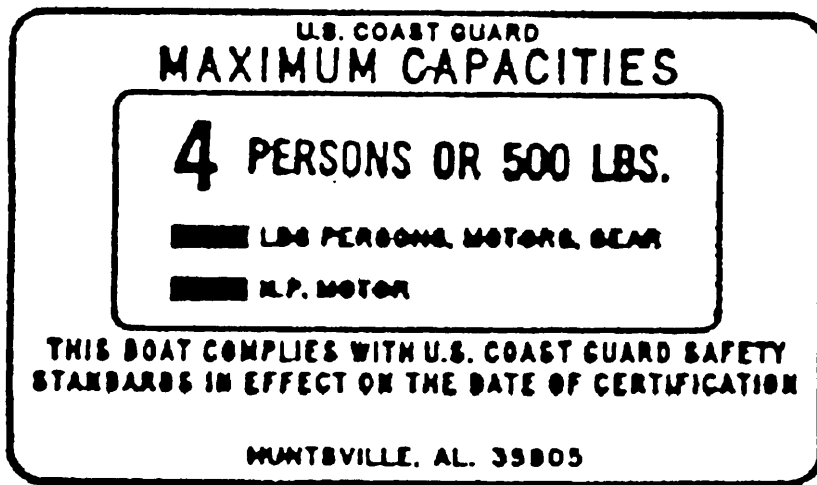 U.S. COAST GUARD
MAXIMUM CAPACITIES
4 PERSONS OR 500 LBS.
LBS PERSONS, MOTORS, GEAR
H.P. MOTOR
THIS BOAT COMPLIES WITH U.S. COAST GUARD SAFETY
STANDARDS IN EFFECT ON THE DATE OF CERTIFICATION
HUNTSVILLE, AL.